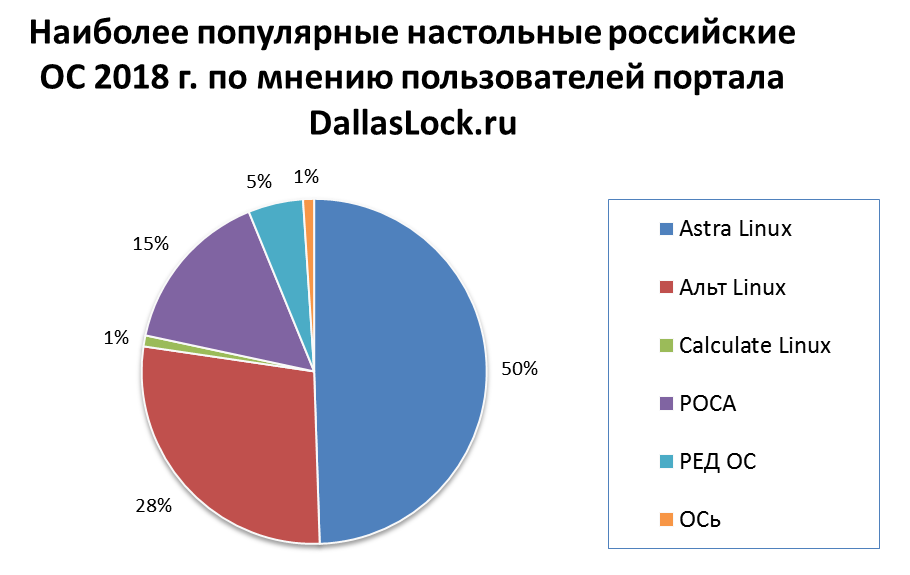 Наиболее популярные настольные российские
ОС 2018 г. по мнению пользователей портала
DallasLock.ru
5%
1%
15%
1%
50%
28%
Astra Linux
Альт Linux
Calculate Linux
РОСА
РЕД ОС
ОСь